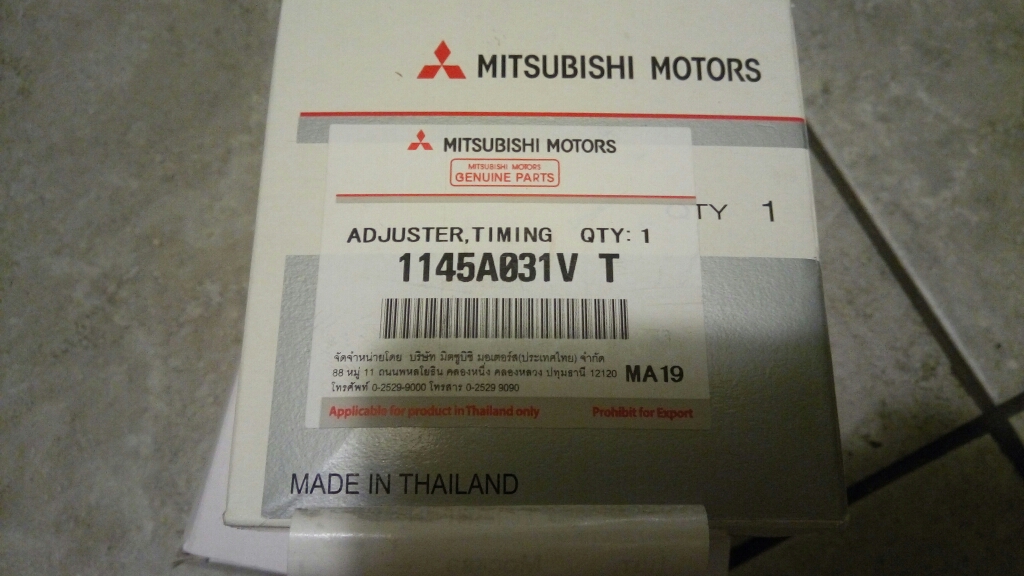 MITSUBISHI MOTORS
MITSUBISHI MOTORS
MITSUBISHI MOTORS
GENUINE PARTS
TY 1
ADJUSTER,TIMING QTY: 1
1145A031V T
จัดจำหน่ายโดย บริษัท มิตซูบิชิ มอเตอร์ส(ประเทศไทย) จำกัด
88 หมู่ 11 ถนนพหลโยธิน คลองหนึ่ง คลองหลวง ปทุมธานี 12120 MA19
โทรศัพท์ 0-2529-9000 โทรสาร 0-2529 9090
Applicable for product in Thailand only Prohibit for Export
MADE IN THAILAND